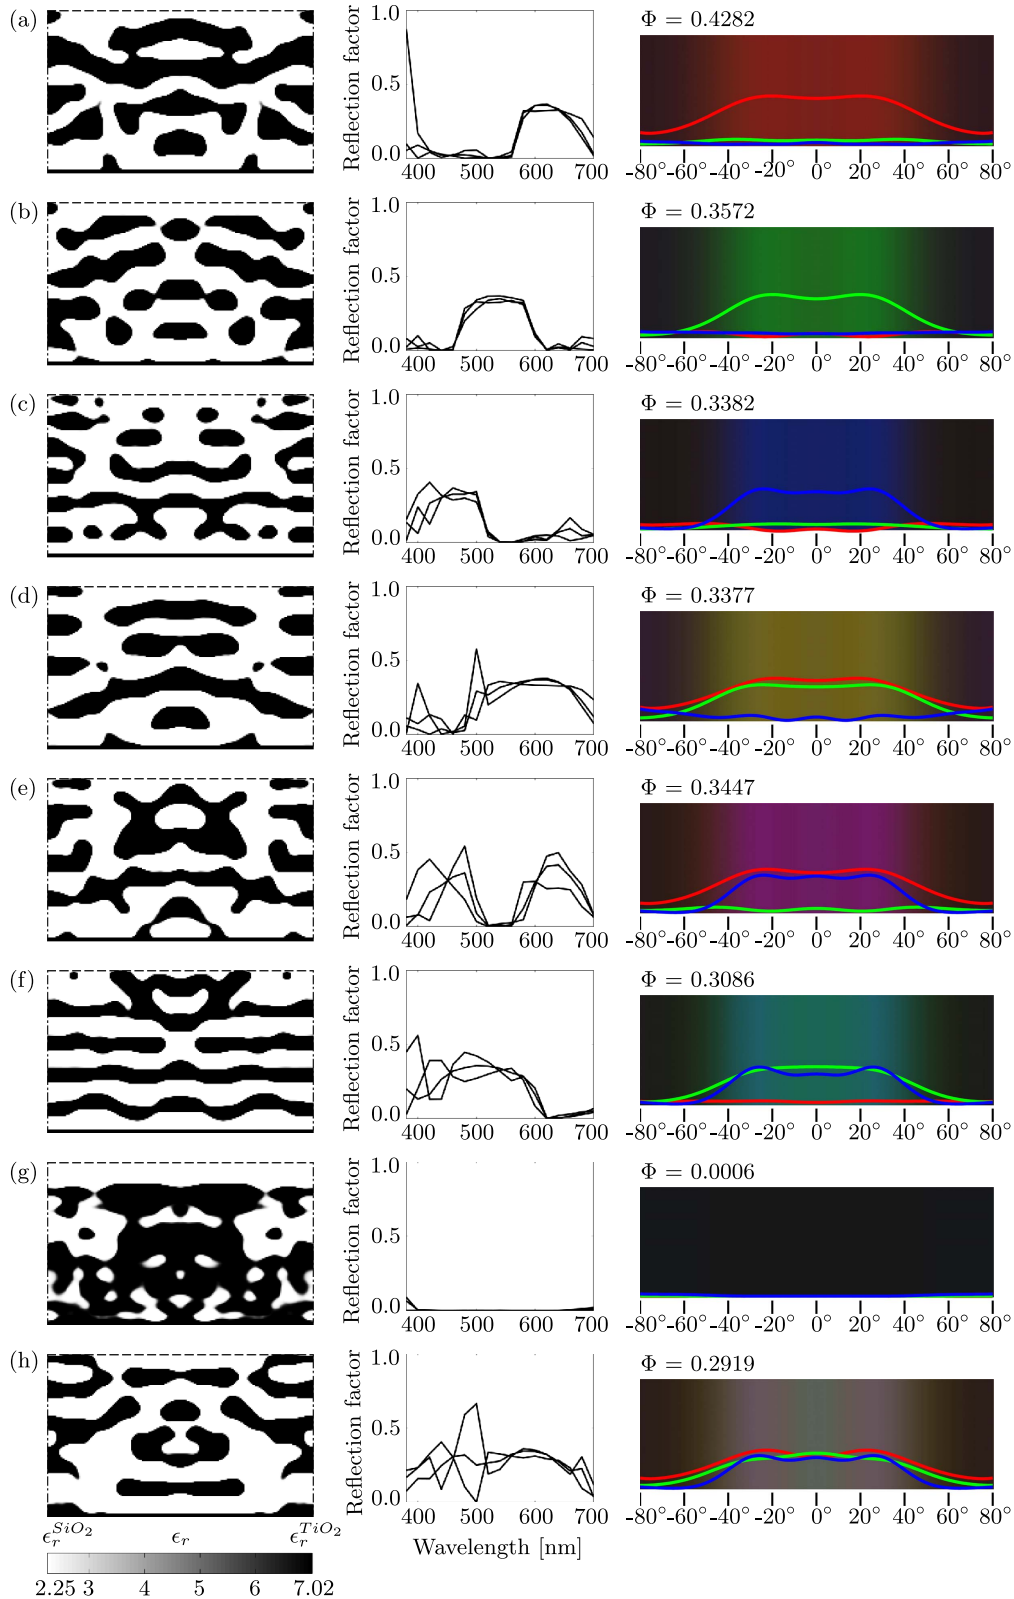 (a)
Reflection factor
1.0
0.5
0.0
400 500 600 700
Φ = 0.4282
-80° -60° -40° -20° 0° 20° 40° 60° 80°
(b)
Reflection factor
1.0
0.5
0.0
400 500 600 700
Φ = 0.3572
-80° -60° -40° -20° 0° 20° 40° 60° 80°
(c)
Reflection factor
1.0
0.5
0.0
400 500 600 700
Φ = 0.3382
-80° -60° -40° -20° 0° 20° 40° 60° 80°
(d)
Reflection factor
1.0
0.5
0.0
400 500 600 700
Φ = 0.3377
-80° -60° -40° -20° 0° 20° 40° 60° 80°
(e)
Reflection factor
1.0
0.5
0.0
400 500 600 700
Φ = 0.3447
-80° -60° -40° -20° 0° 20° 40° 60° 80°
(f)
Reflection factor
1.0
0.5
0.0
400 500 600 700
Φ = 0.3086
-80° -60° -40° -20° 0° 20° 40° 60° 80°
(g)
Reflection factor
1.0
0.5
0.0
400 500 600 700
Φ = 0.0006
-80° -60° -40° -20° 0° 20° 40° 60° 80°
(h)
Reflection factor
1.0
0.5
0.0
400 500 600 700
Wavelength [nm]
Φ = 0.2919
-80° -60° -40° -20° 0° 20° 40° 60° 80°
ϵ_r^{SiO_2} ϵ_r ϵ_r^{TiO_2}
2.25 3 4 5 6 7.02